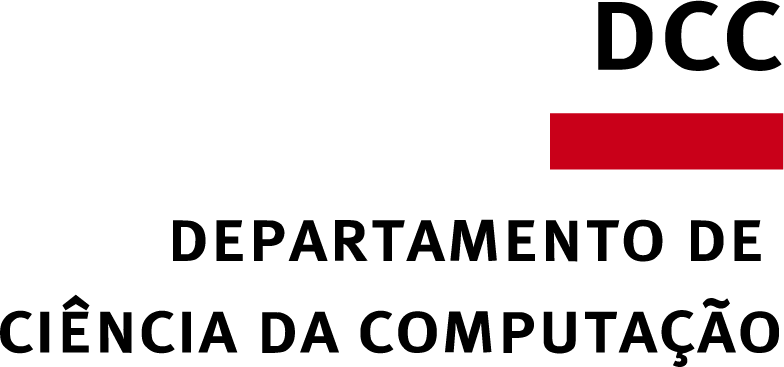 DCC
DEPARTAMENTO DE
CIÊNCIA DA COMPUTAÇÃO